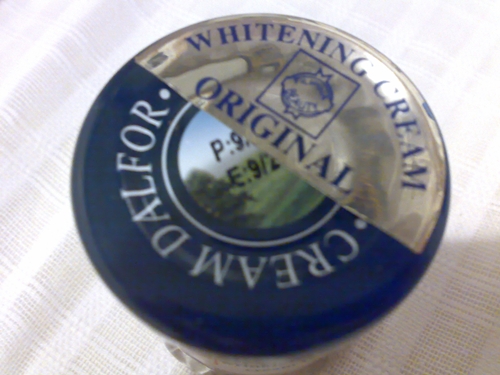 WHITENING CREAM
ORIGINAL
P:9/
E:9/2
CREAM DALFOR